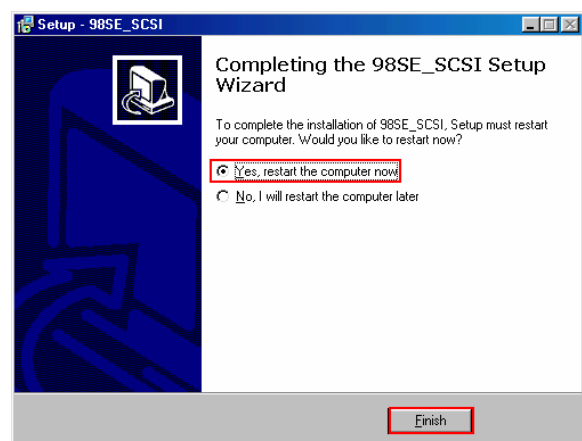 Setup - 98SE_SCSI
Completing the 98SE_SCSI Setup
Wizard
To complete the installation of 98SE_SCSI, Setup must restart
your computer. Would you like to restart now?
Yes, restart the computer now
No, I will restart the computer later
Finish